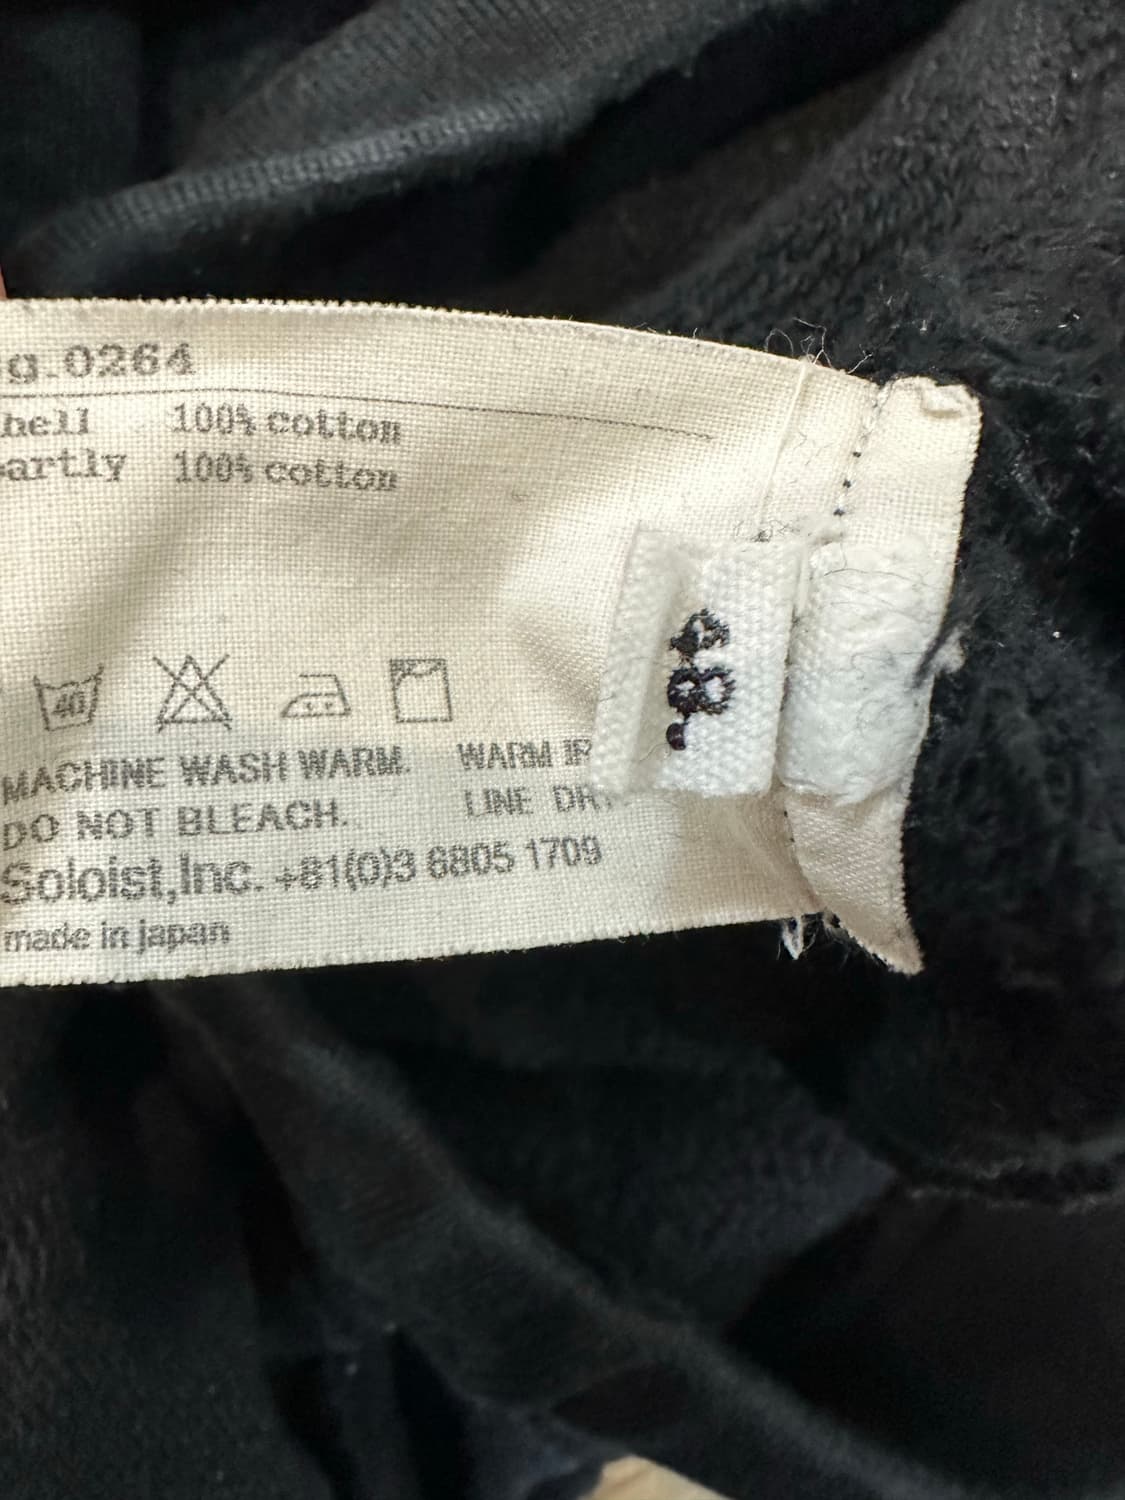 g.0264
hell 100% cotton
artly 100% cotton
40
MACHINE WASH WARM. WARM IR
DO NOT BLEACH. LINE DR
Soloist,Inc. +81(0)3 6805 1709
made in japan
48.